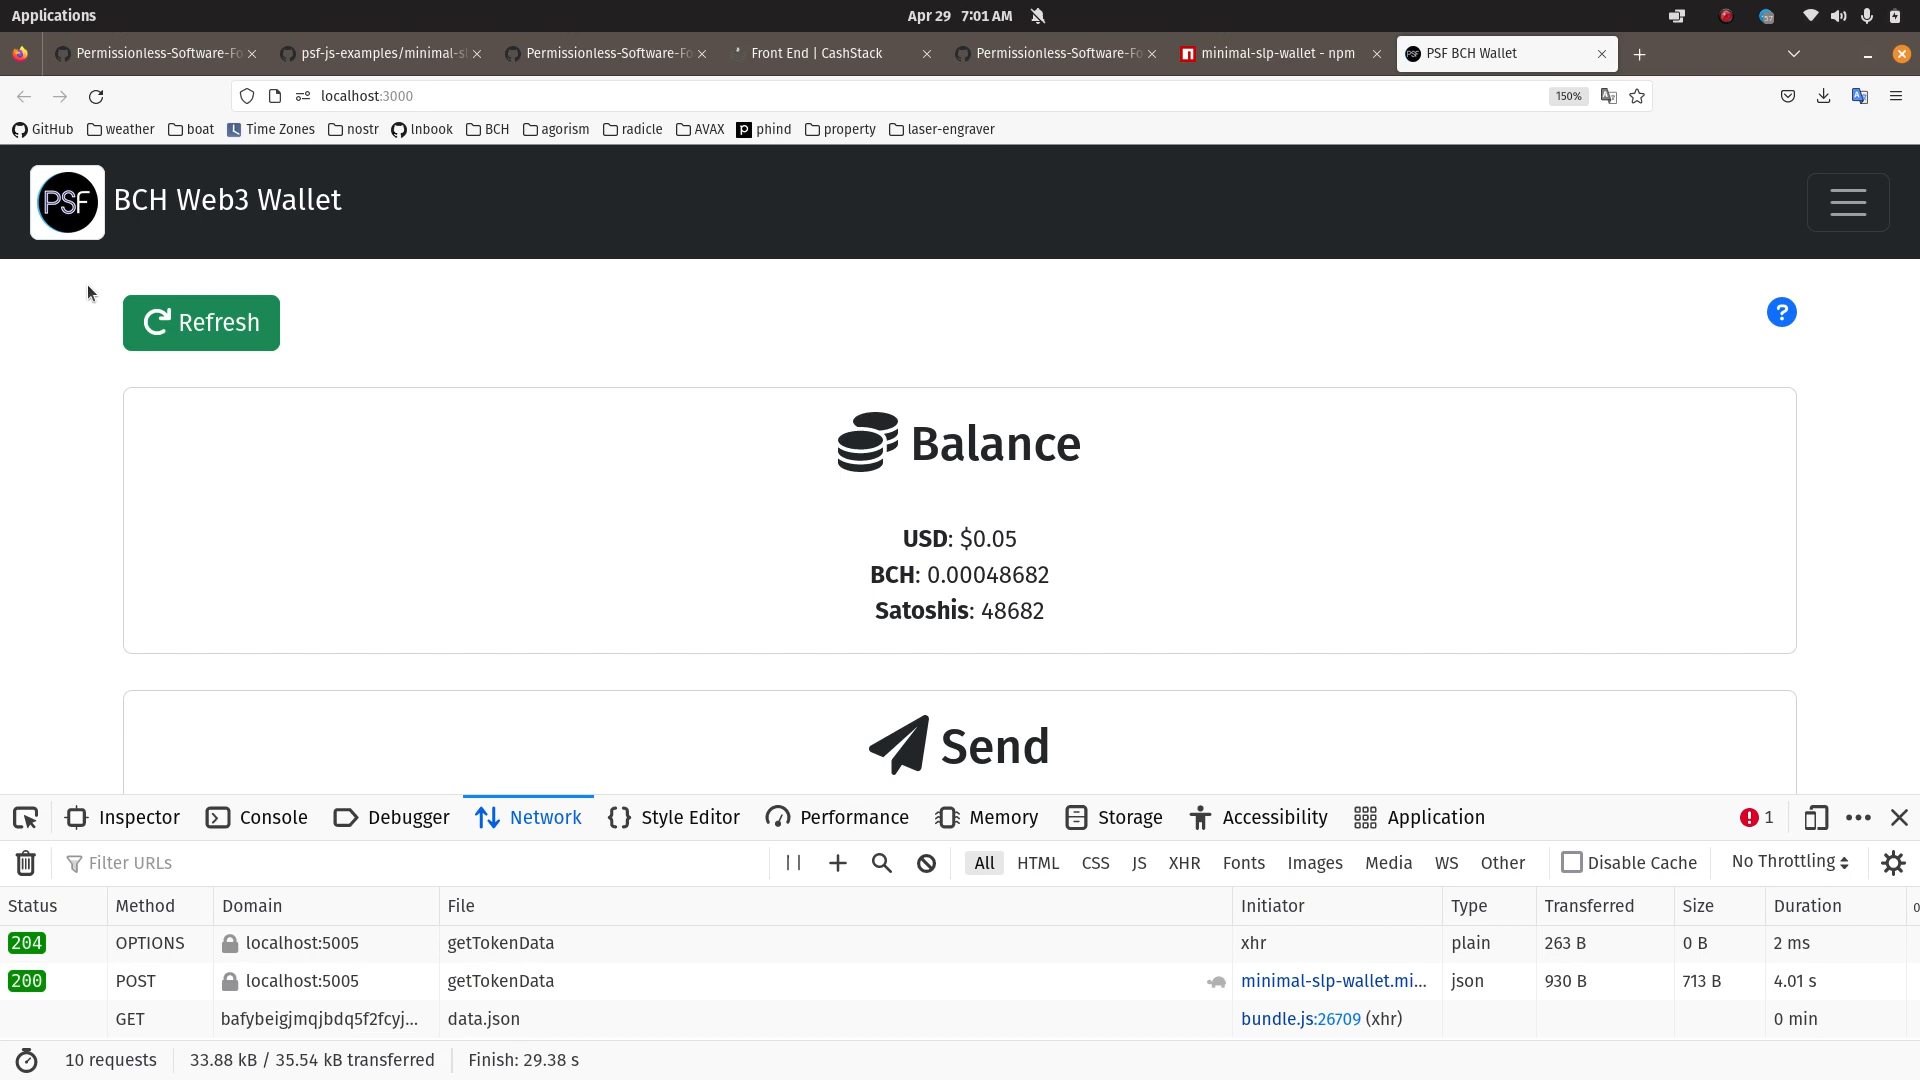 Applications
Apr 29 7:01 AM
57
Permissionless-Software-Fo
psf-js-examples/minimal-sl
Permissionless-Software-Fo
Front End | CashStack
Permissionless-Software-Fo
minimal-slp-wallet - npm
PSF BCH Wallet
localhost:3000
150%
GitHub
weather
boat
Time Zones
nostr
lnbook
BCH
agorism
radicle
AVAX
phind
property
laser-engraver
PSF
BCH Web3 Wallet
Refresh
?
Balance
USD: $0.05
BCH: 0.00048682
Satoshis: 48682
Send
Inspector
Console
Debugger
Network
Style Editor
Performance
Memory
Storage
Accessibility
Application
1
Filter URLs
All
HTML
CSS
JS
XHR
Fonts
Images
Media
WS
Other
Disable Cache
No Throttling
Status Method Domain File Initiator Type Transferred Size Duration 0
204 OPTIONS localhost:5005 getTokenData xhr plain 263 B 0 B 2 ms
200 POST localhost:5005 getTokenData minimal-slp-wallet.mi... json 930 B 713 B 4.01 s
GET bafybeigjmqjbdq5f2fcyj... data.json bundle.js:26709 (xhr) 0 min
10 requests
33.88 kB / 35.54 kB transferred
Finish: 29.38 s